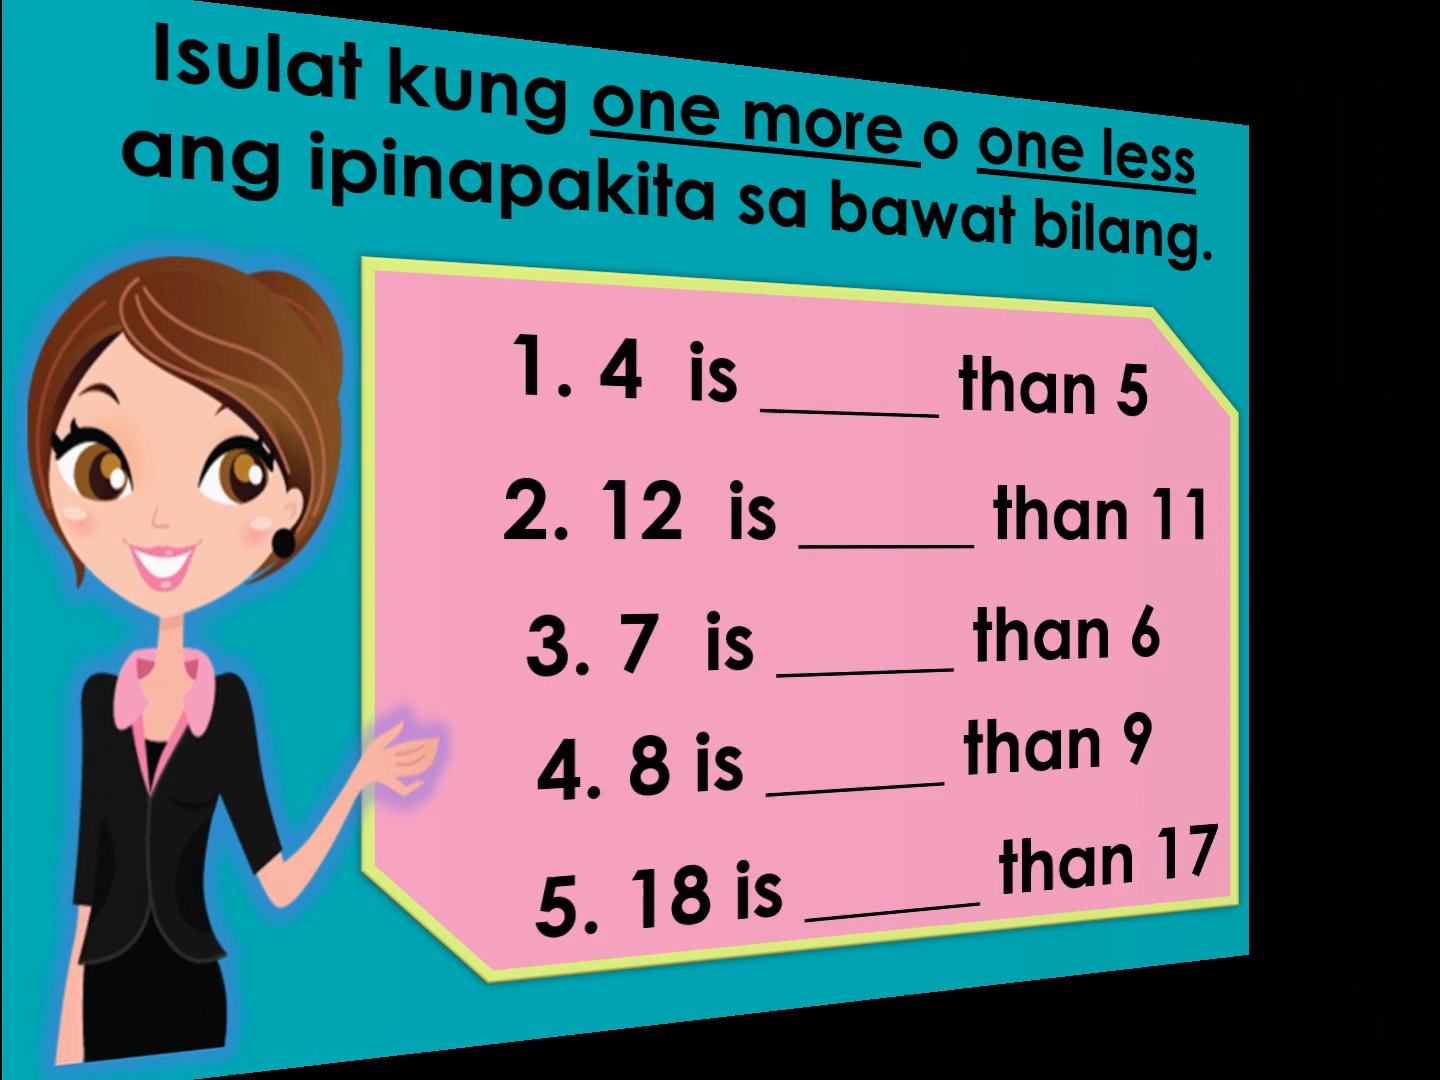 Isulat kung one more o one less
ang ipinapakita sa bawat bilang.
1. 4 is _____ than 5
2. 12 is _____ than 11
3. 7 is _____ than 6
4. 8 is _____ than 9
5. 18 is _____ than 17